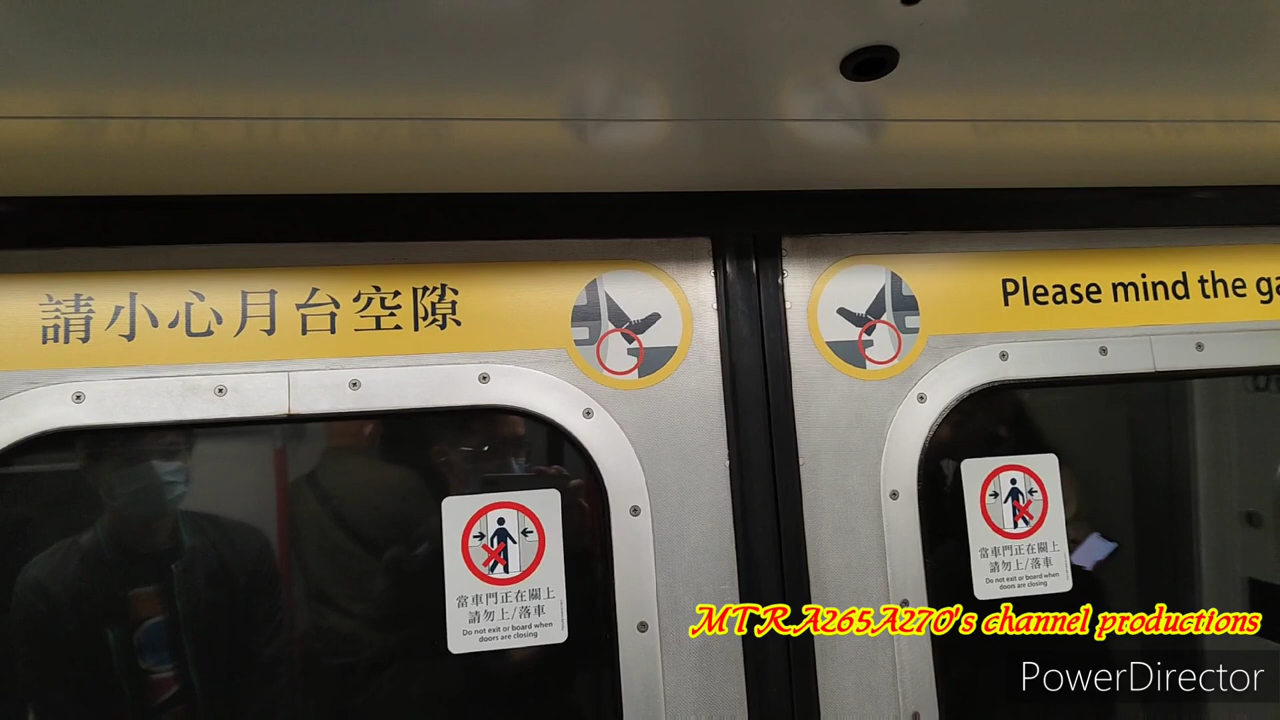 請小心月台空隙
Please mind the ga
當車門正在關上
請勿上/落車
Do not exit or board when
doors are closing
當車門正在關上
請勿上/落車
Do not exit or board when
doors are closing
MTR A265A270's channel productions
PowerDirector